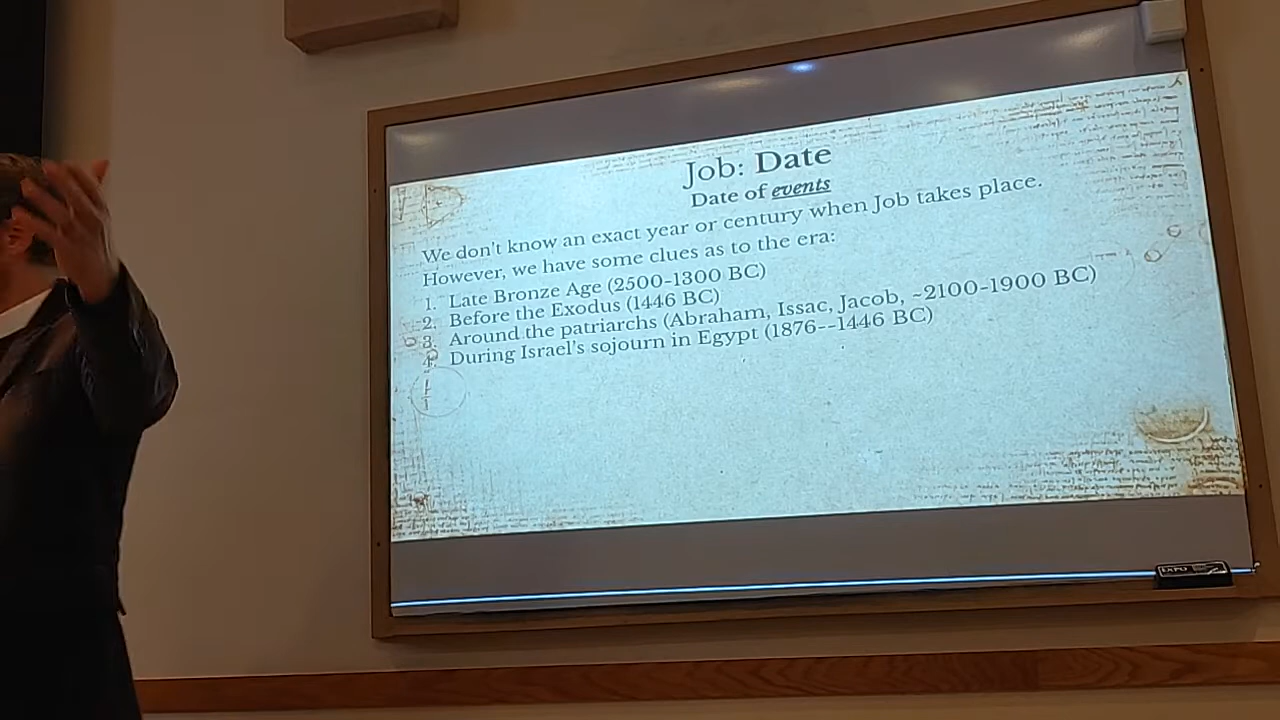 Job: Date
Date of events
We don't know an exact year or century when Job takes place.
However, we have some clues as to the era:
1. Late Bronze Age (2500-1300 BC)
2. Before the Exodus (1446 BC)
3. Around the patriarchs (Abraham, Issac, Jacob, ~2100-1900 BC)
4. During Israel's sojourn in Egypt (1876--1446 BC)
EXPO